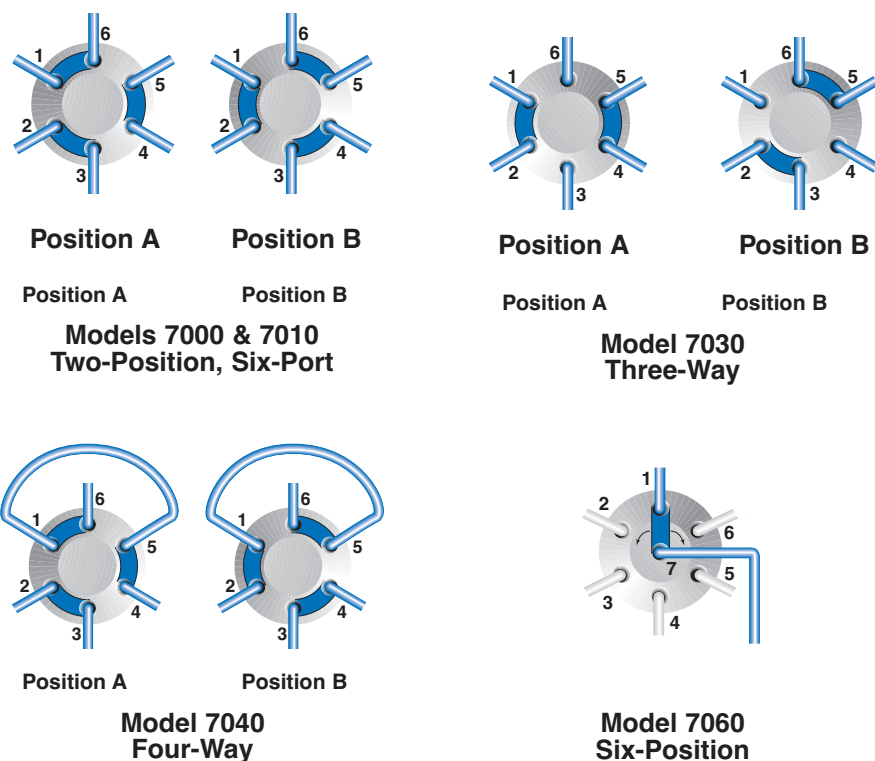 6
1
5
2
4
3
6
1
5
2
4
3
Position A
Position B
Position A
Position B
Models 7000 & 7010
Two-Position, Six-Port
6
1
5
2
4
3
6
1
5
2
4
3
Position A
Position B
Position A
Position B
Model 7030
Three-Way
6
1
5
2
4
3
6
1
5
2
4
3
Position A
Position B
Model 7040
Four-Way
1
2
6
7
5
3
4
Model 7060
Six-Position